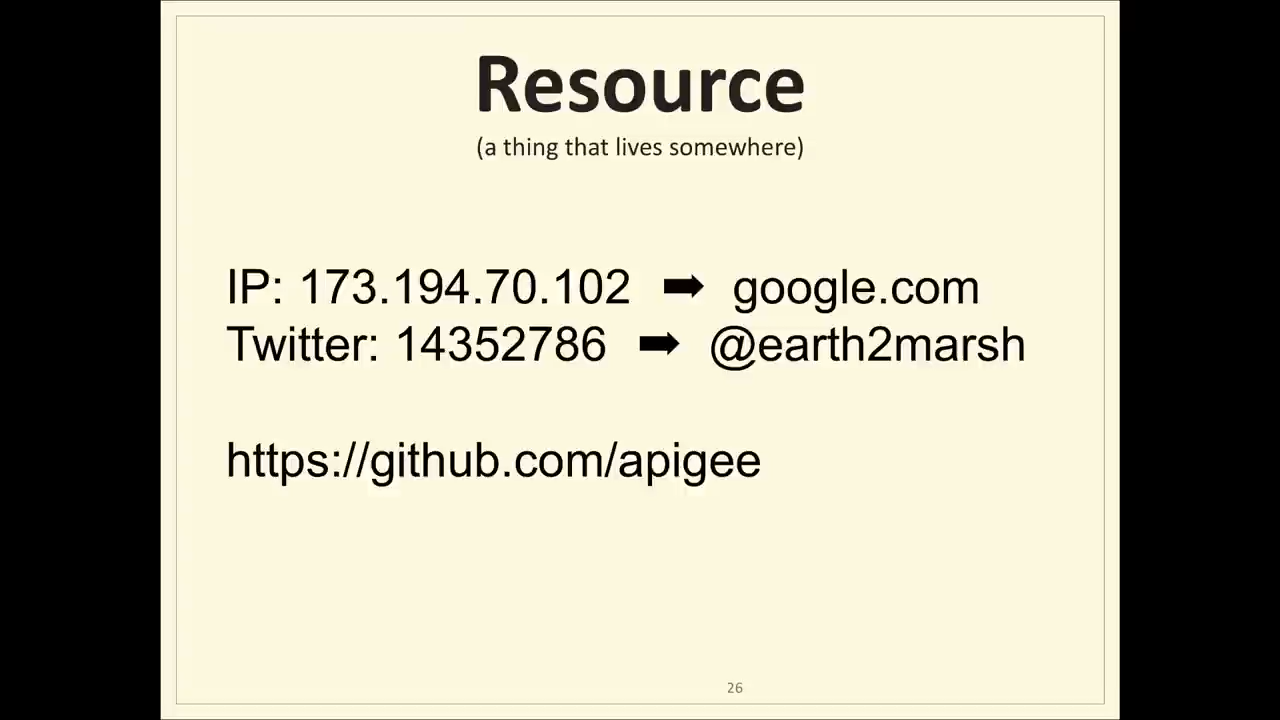 Resource
(a thing that lives somewhere)
IP: 173.194.70.102 ➡ google.com
Twitter: 14352786 ➡ @earth2marsh
https://github.com/apigee
26